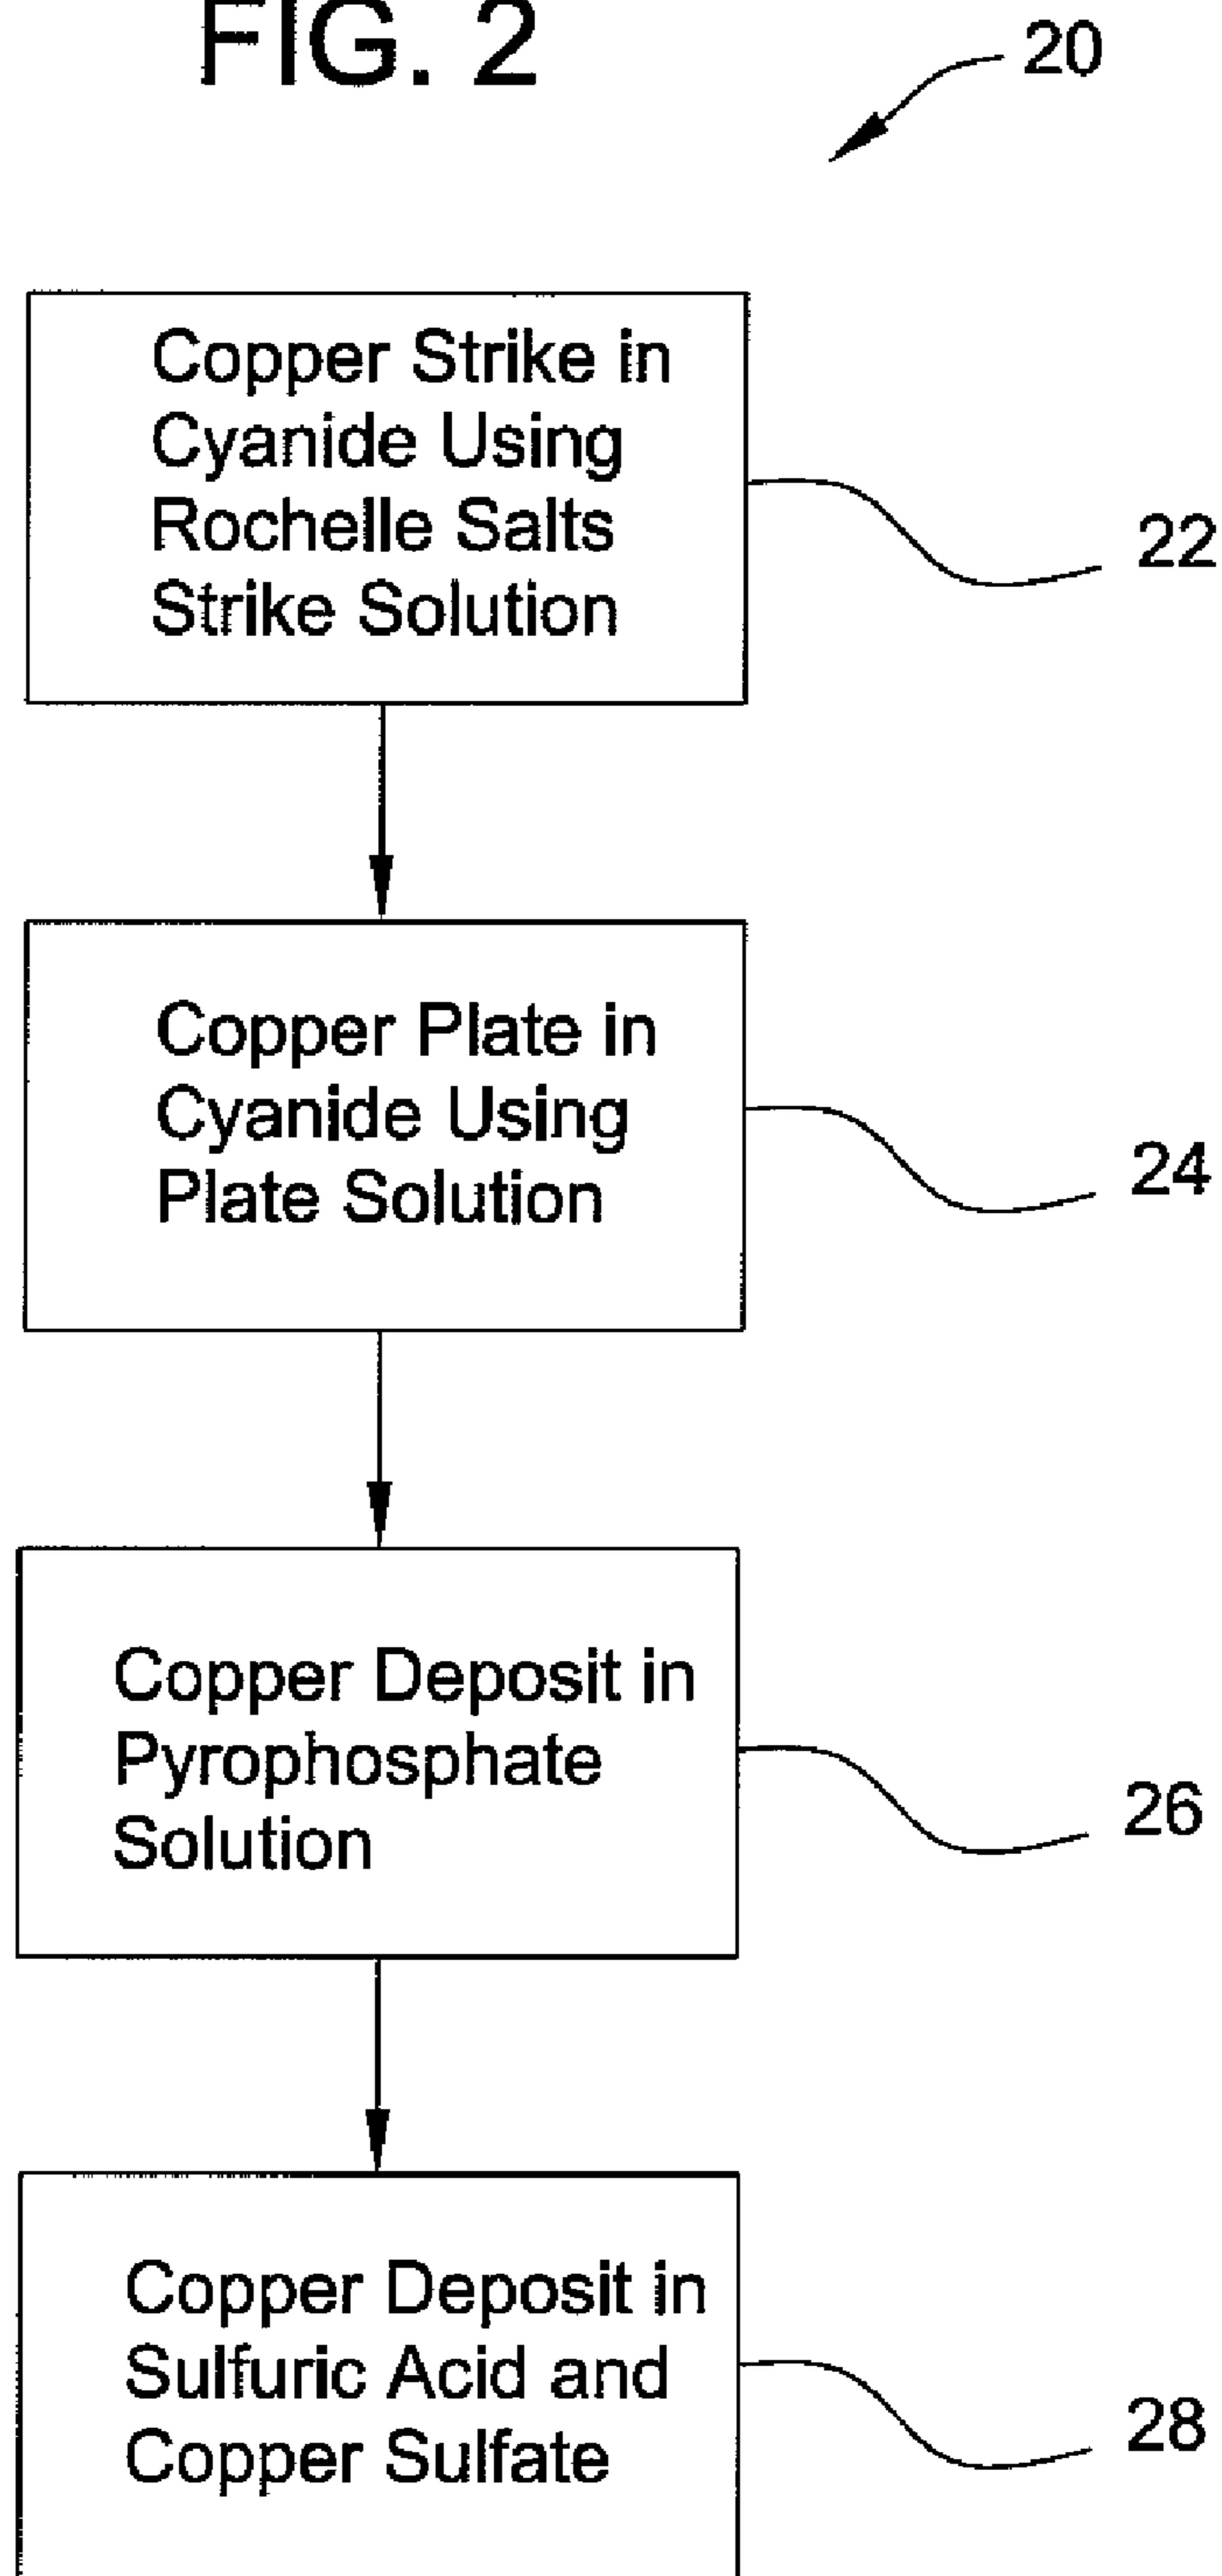 FIG. 2
20
Copper Strike in
Cyanide Using
Rochelle Salts
Strike Solution
22
Copper Plate in
Cyanide Using
Plate Solution
24
Copper Deposit in
Pyrophosphate
Solution
26
Copper Deposit in
Sulfuric Acid and
Copper Sulfate
28